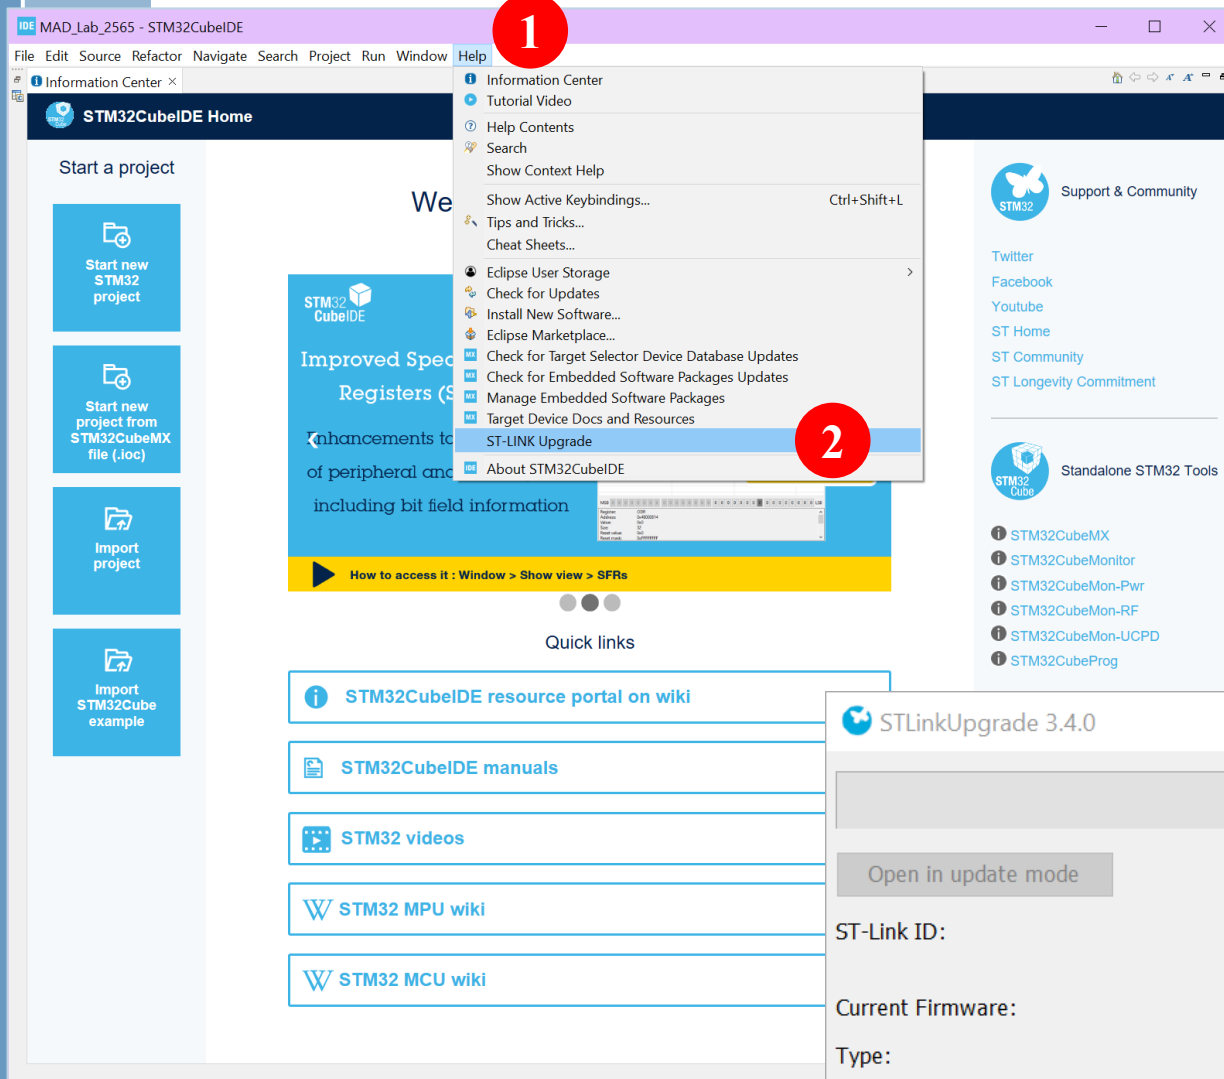 IDE MAD_Lab_2565 - STM32CubeIDE
1
File Edit Source Refactor Navigate Search Project Run Window Help
Information Center
STM32CubeIDE Home
Information Center
Tutorial Video
Help Contents
Search
Show Context Help
Show Active Keybindings... Ctrl+Shift+L
Tips and Tricks...
Cheat Sheets...
Eclipse User Storage
Check for Updates
Install New Software...
Eclipse Marketplace...
MX Check for Target Selector Device Database Updates
MX Check for Embedded Software Packages Updates
MX Manage Embedded Software Packages
MX Target Device Docs and Resources
ST-LINK Upgrade
2
IDE About STM32CubeIDE
Start a project
Start new
STM32
project
Start new
project from
STM32CubeMX
file (.ioc)
Import
project
Import
STM32Cube
example
We
STM32
CubeIDE
Improved Spec
Registers (S
Enhancements to
of peripheral and
including bit field information
How to access it : Window > Show view > SFRs
Quick links
STM32CubeIDE resource portal on wiki
STM32CubeIDE manuals
STM32 videos
STM32 MPU wiki
STM32 MCU wiki
STM32
Support & Community
Twitter
Facebook
Youtube
ST Home
ST Community
ST Longevity Commitment
STM32
Cube
Standalone STM32 Tools
STM32CubeMX
STM32CubeMonitor
STM32CubeMon-Pwr
STM32CubeMon-RF
STM32CubeMon-UCPD
STM32CubeProg
STLinkUpgrade 3.4.0
Open in update mode
ST-Link ID:
Current Firmware:
Type: